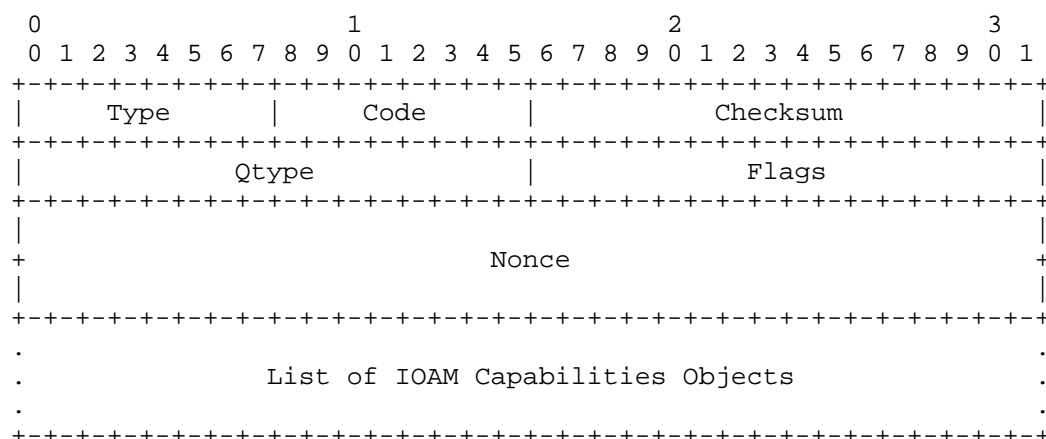 0                   1                   2                   3
 0 1 2 3 4 5 6 7 8 9 0 1 2 3 4 5 6 7 8 9 0 1 2 3 4 5 6 7 8 9 0 1
+-+-+-+-+-+-+-+-+-+-+-+-+-+-+-+-+-+-+-+-+-+-+-+-+-+-+-+-+-+-+-+-+
|     Type      |     Code      |           Checksum            |
+-+-+-+-+-+-+-+-+-+-+-+-+-+-+-+-+-+-+-+-+-+-+-+-+-+-+-+-+-+-+-+-+
|             Qtype             |             Flags             |
+-+-+-+-+-+-+-+-+-+-+-+-+-+-+-+-+-+-+-+-+-+-+-+-+-+-+-+-+-+-+-+-+
|                                                               |
+                             Nonce                             +
|                                                               |
+-+-+-+-+-+-+-+-+-+-+-+-+-+-+-+-+-+-+-+-+-+-+-+-+-+-+-+-+-+-+-+-+
.                                                               .
.               List of IOAM Capabilities Objects               .
.                                                               .
+-+-+-+-+-+-+-+-+-+-+-+-+-+-+-+-+-+-+-+-+-+-+-+-+-+-+-+-+-+-+-+-+